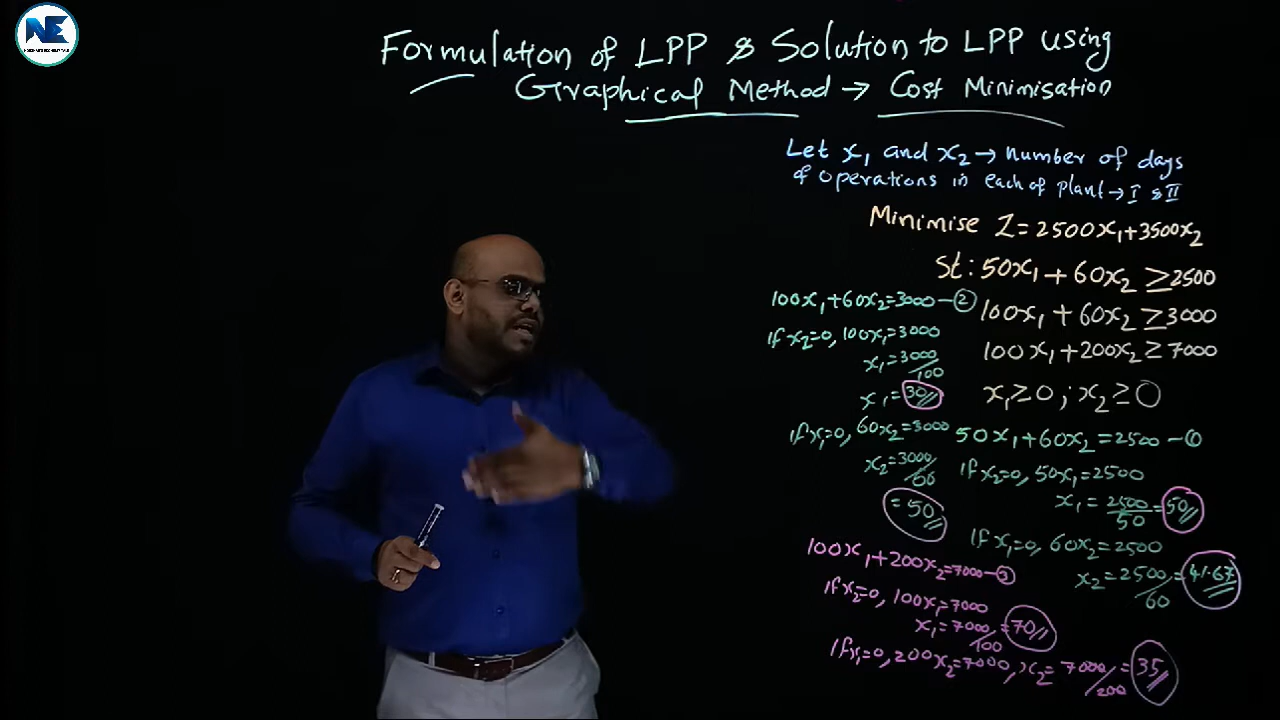 NE
Formulation of LPP & Solution to LPP using
Graphical Method → Cost Minimisation
Let x₁ and x₂ → number of days
of operations in each of plant → I & II
Minimise Z = 2500x₁ + 3500x₂
St: 50x₁ + 60x₂ ≥ 2500
100x₁ + 60x₂ ≥ 3000
100x₁ + 200x₂ ≥ 7000
x₁ ≥ 0 ; x₂ ≥ 0
50x₁ + 60x₂ = 2500 — ①
If x₂=0, 50x₁ = 2500
x₁ = 2500/50 = 50
If x₁=0, 60x₂ = 2500
x₂ = 2500/60 = 41.67
100x₁ + 60x₂ = 3000 — ②
If x₂=0, 100x₁ = 3000
x₁ = 3000/100
x₁ = 30
If x₁=0, 60x₂ = 3000
x₂ = 3000/60
= 50
100x₁ + 200x₂ = 7000 — ③
If x₂=0, 100x₁ = 7000
x₁ = 7000/100 = 70
If x₁=0, 200x₂ = 7000, x₂ = 7000/200 = 35